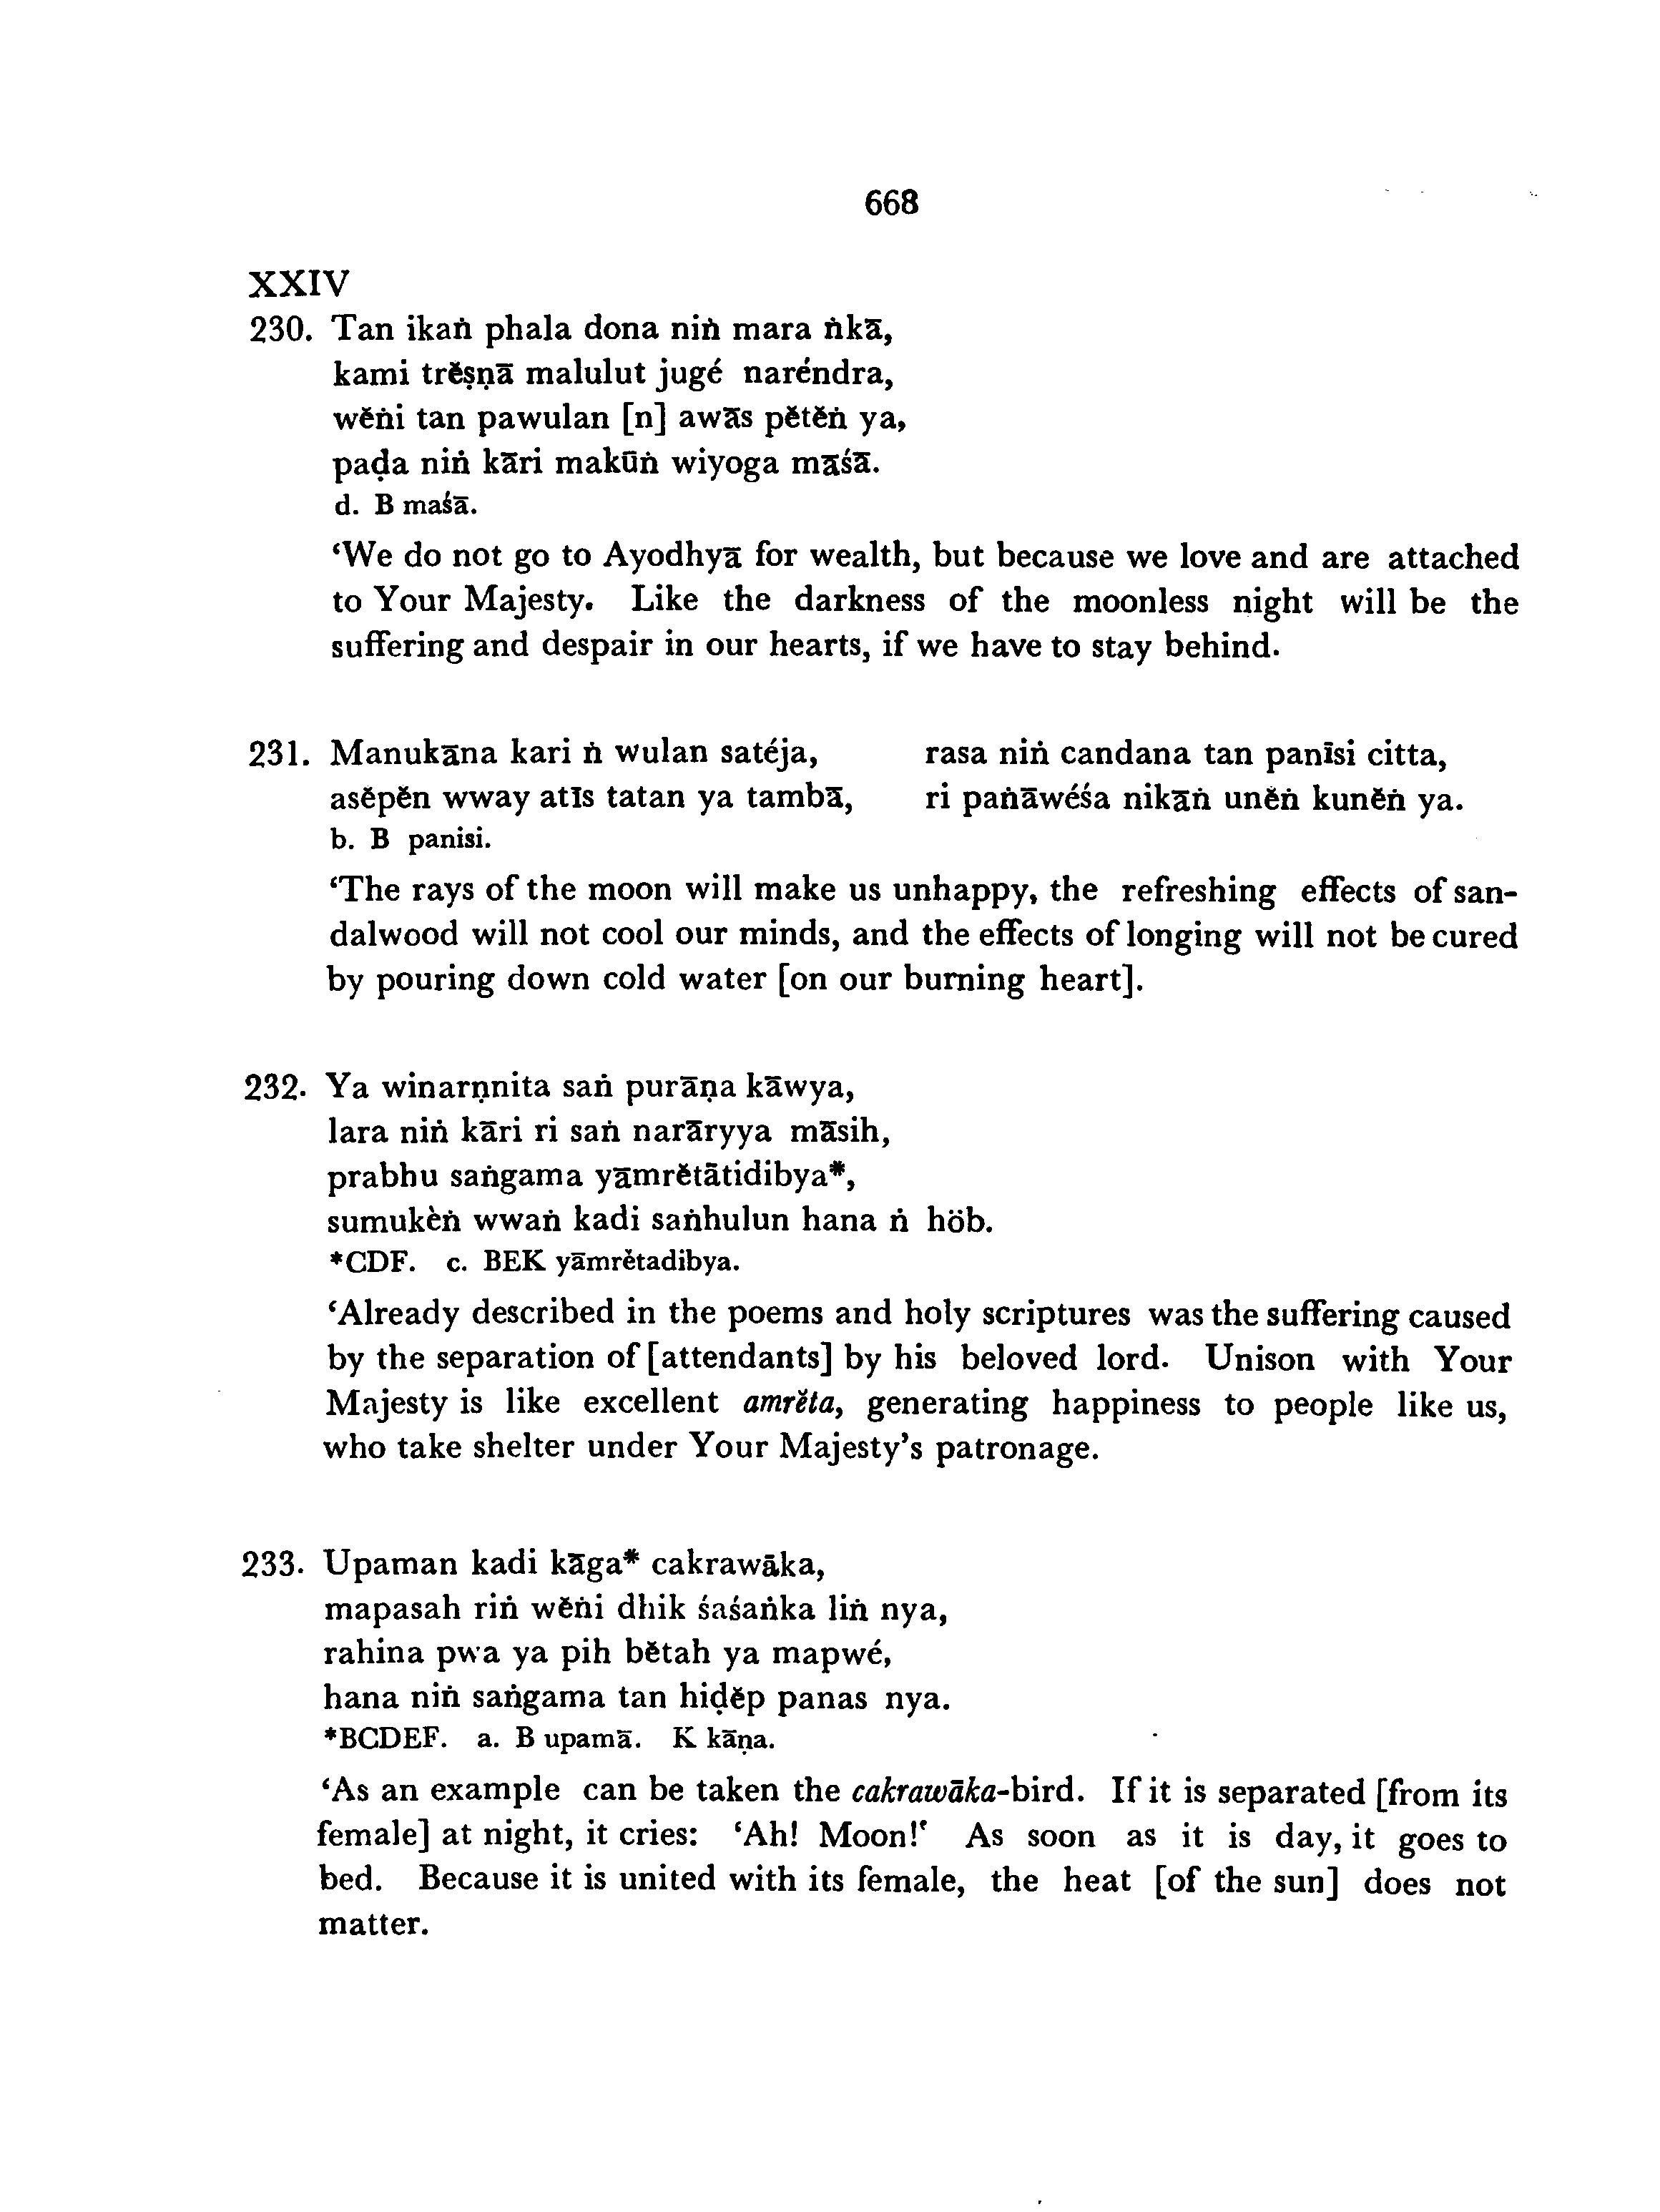 668
XXIV
230. Tan ikaṅ phala dona niṅ mara ṅkā,
kami trĕṣṇā malulut jugé naréndra,
wĕṅi tan pawulan [n] awās pĕtĕṅ ya,
paḍa niṅ kāri makūṅ wiyoga māśā.
d. B maśā.
‘We do not go to Ayodhyā for wealth, but because we love and are attached
to Your Majesty. Like the darkness of the moonless night will be the
suffering and despair in our hearts, if we have to stay behind.
231. Manukāna kari ṅ wulan satéja, rasa niṅ candana tan panīsi citta,
asĕpĕn wway atīs tatan ya tambā, ri paṅāwéśa nikāṅ unĕṅ kunĕṅ ya.
b. B panisi.
‘The rays of the moon will make us unhappy, the refreshing effects of san-
dalwood will not cool our minds, and the effects of longing will not be cured
by pouring down cold water [on our burning heart].
232. Ya winarṇnita saṅ purāṇa kāwya,
lara niṅ kāri ri saṅ narāryya māsih,
prabhu saṅgama yāmrĕtātidibya*,
sumukèṅ wwaṅ kadi saṅhulun hana ṅ höb.
*CDF. c. BEK yāmrĕtadibya.
‘Already described in the poems and holy scriptures was the suffering caused
by the separation of [attendants] by his beloved lord. Unison with Your
Majesty is like excellent amrĕta, generating happiness to people like us,
who take shelter under Your Majesty’s patronage.
233. Upaman kadi kāga* cakrawāka,
mapasah riṅ wĕṅi dhik śaśaṅka liṅ nya,
rahina pwa ya pih bĕtah ya mapwé,
hana niṅ saṅgama tan hiḍĕp panas nya.
*BCDEF. a. B upamā. K kāṇa.
‘As an example can be taken the cakrawāka-bird. If it is separated [from its
female] at night, it cries: ‘Ah! Moon!‘ As soon as it is day, it goes to
bed. Because it is united with its female, the heat [of the sun] does not
matter.